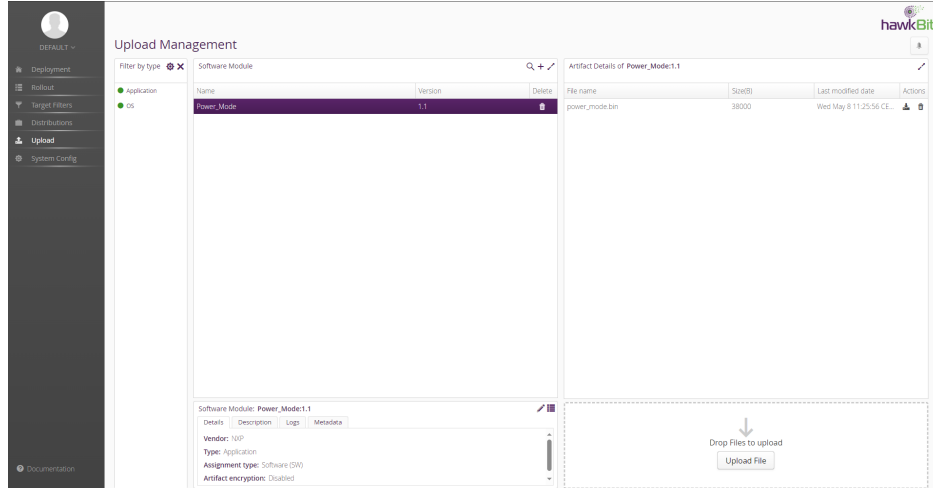 hawkBit
DEFAULT
Upload Management
Deployment
Rollout
Target Filters
Distributions
Upload
System Config
Documentation
Filter by type
Application
OS
Software Module
Name Version Delete
Power_Mode 1.1
Artifact Details of Power_Mode:1.1
File name Size(B) Last modified date Actions
power_mode.bin 38000 Wed May 8 11:25:56 CE...
Software Module: Power_Mode:1.1
Details Description Logs Metadata
Vendor: NXP
Type: Application
Assignment type: Software (SW)
Artifact encryption: Disabled
Drop Files to upload
Upload File